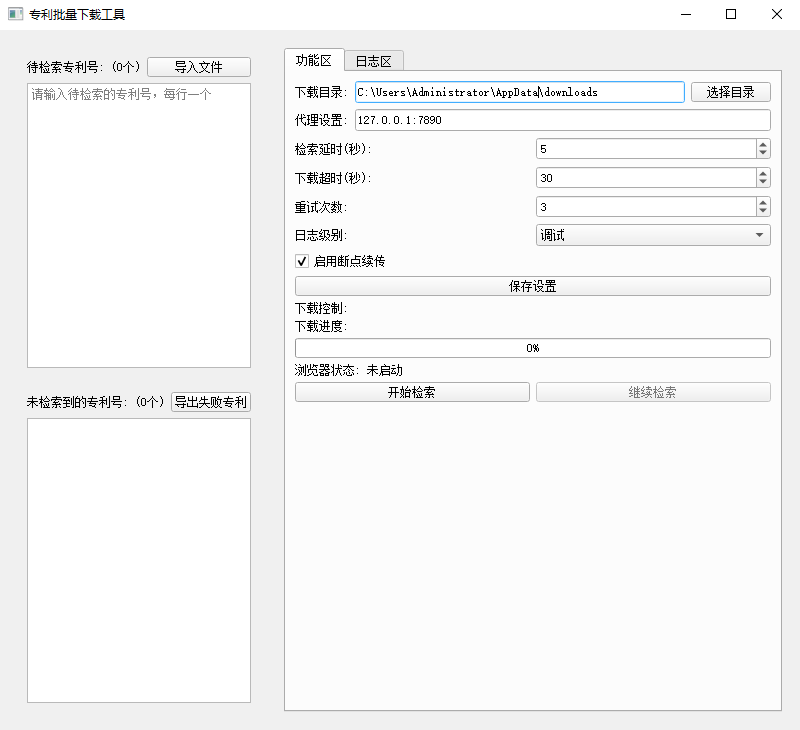 专利批量下载工具
待检索专利号: (0个) 导入文件
请输入待检索的专利号，每行一个
未检索到的专利号: (0个) 导出失败专利
功能区 日志区
下载目录: C:\Users\Administrator\AppData\downloads 选择目录
代理设置: 127.0.0.1:7890
检索延时(秒): 5
下载超时(秒): 30
重试次数: 3
日志级别: 调试
启用断点续传
保存设置
下载控制:
下载进度:
0%
浏览器状态: 未启动
开始检索 继续检索